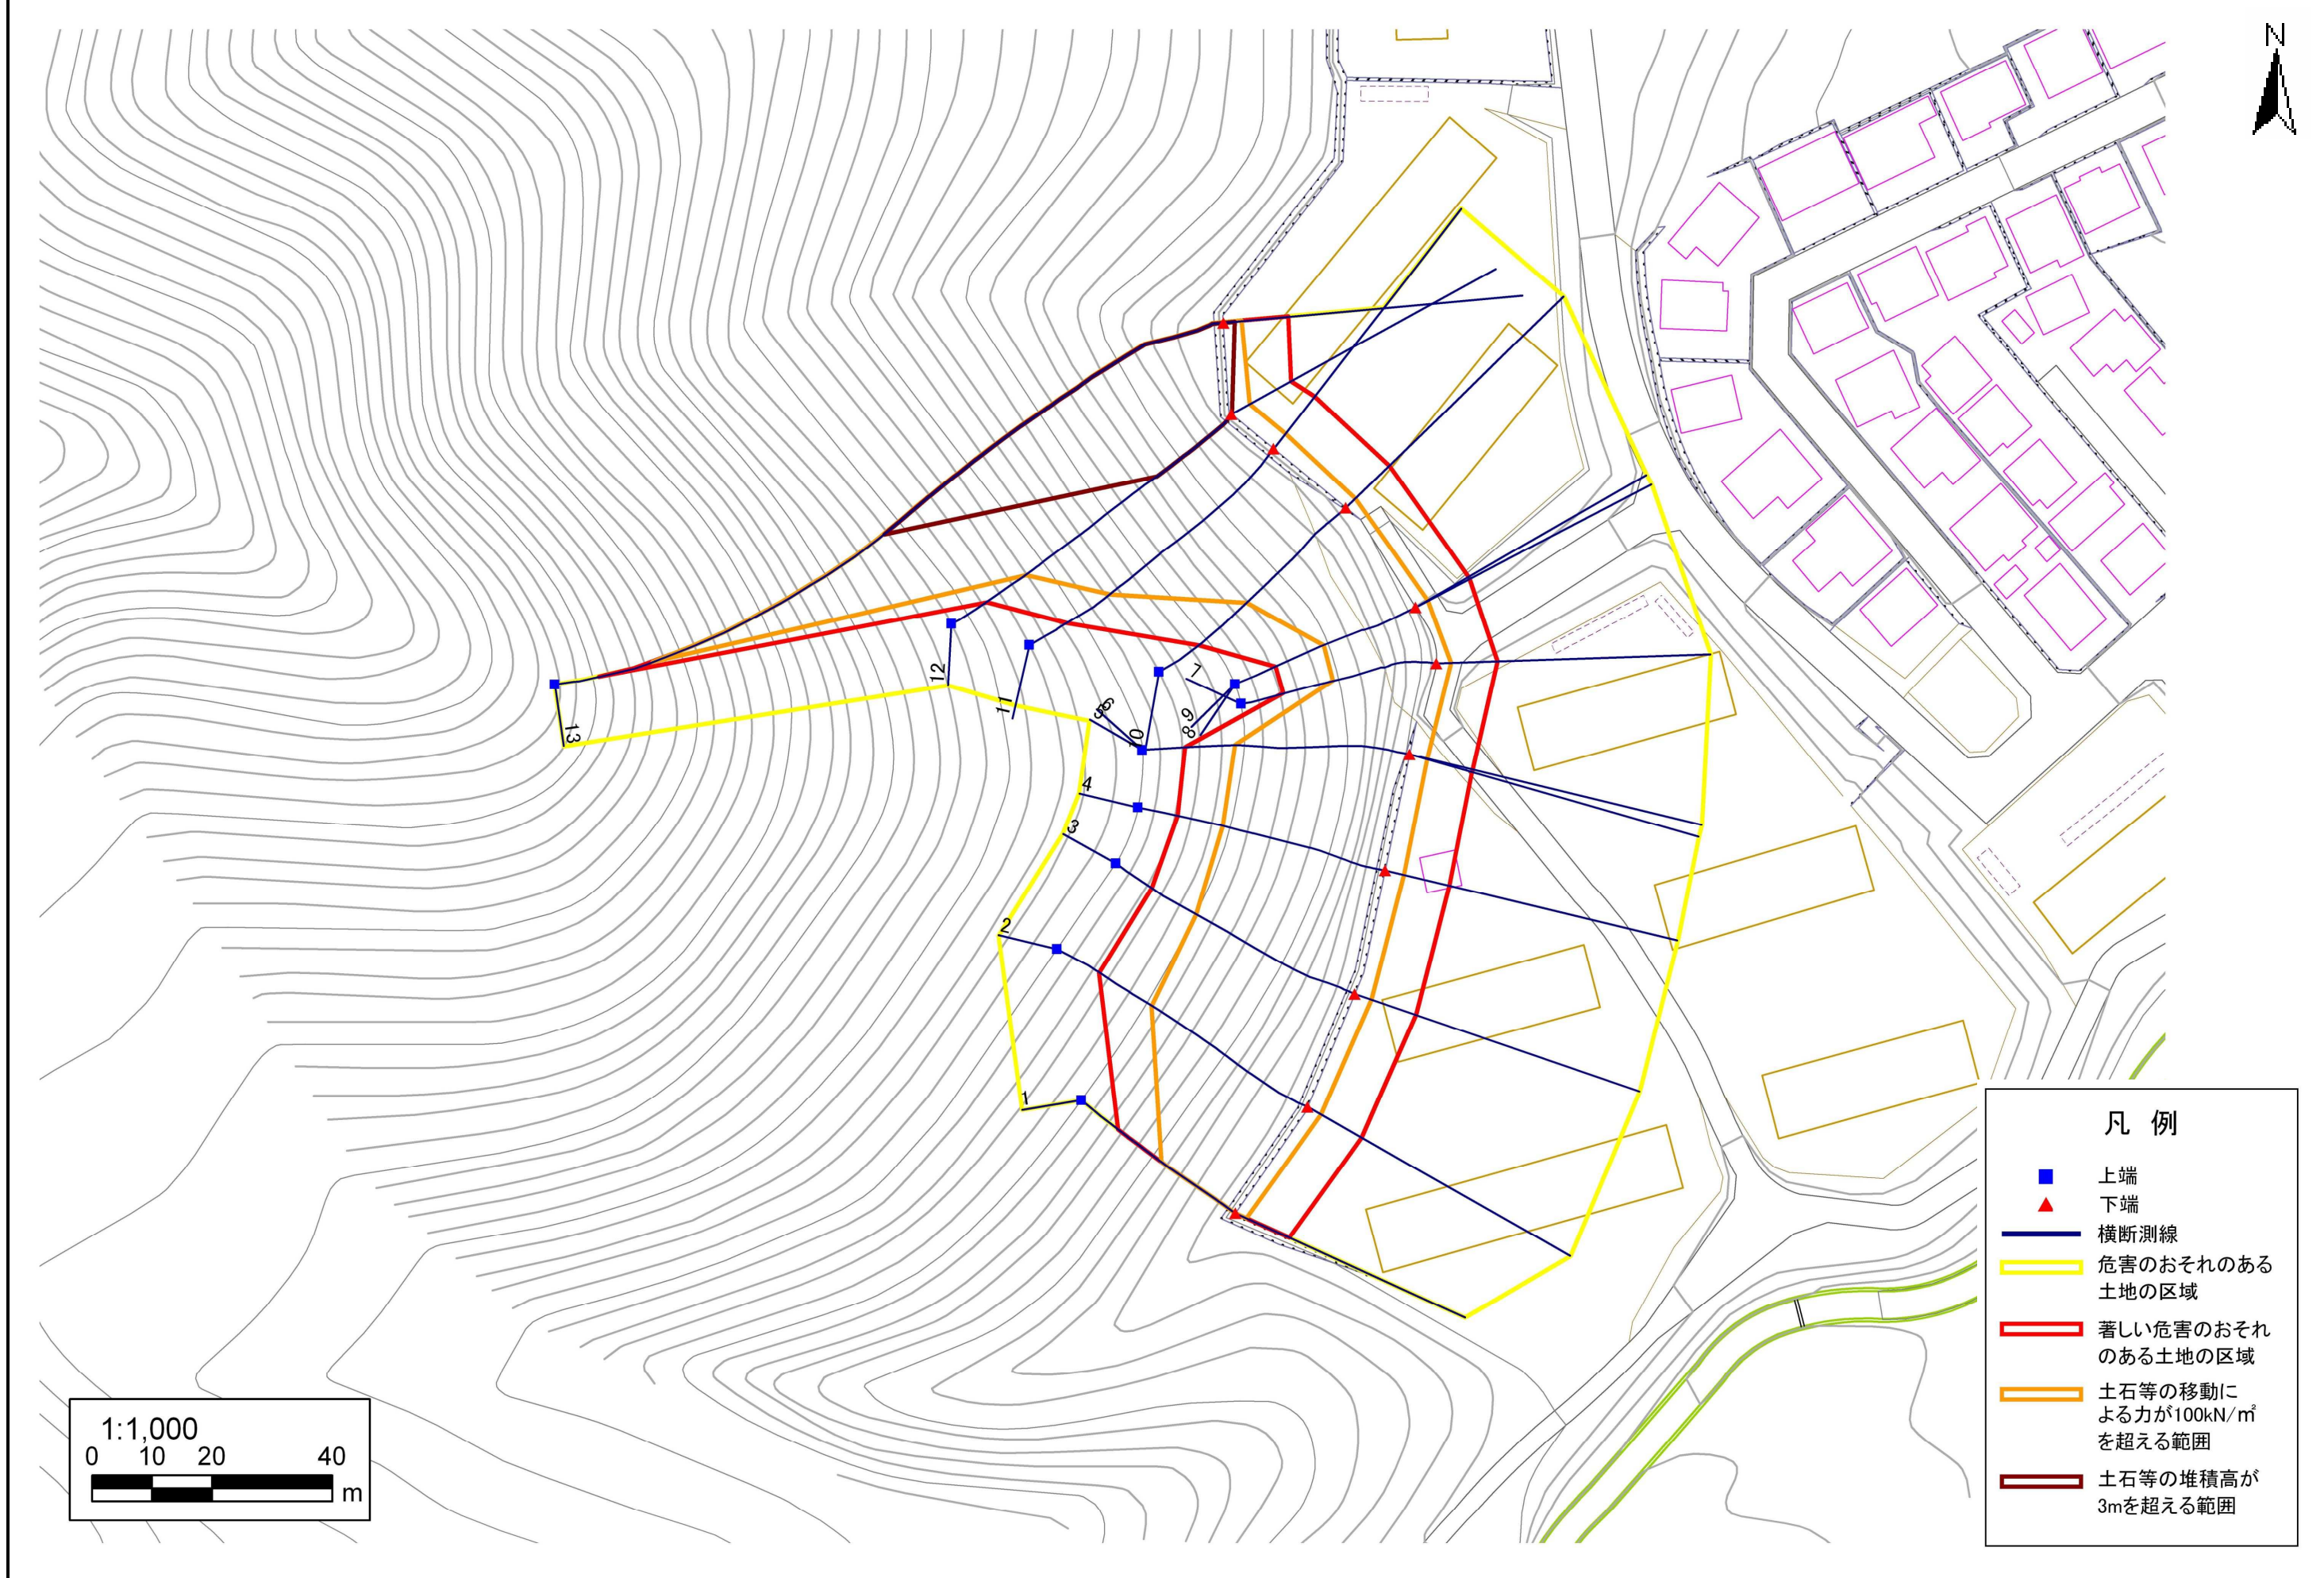 N
12
13
11
7
5
6
9
8
10
4
3
2
1
凡 例
上端
下端
横断測線
危害のおそれのある
土地の区域
著しい危害のおそれ
のある土地の区域
土石等の移動に
よる力が100kN/㎡
を超える範囲
土石等の堆積高が
3mを超える範囲
1:1,000
0 10 20 40
m